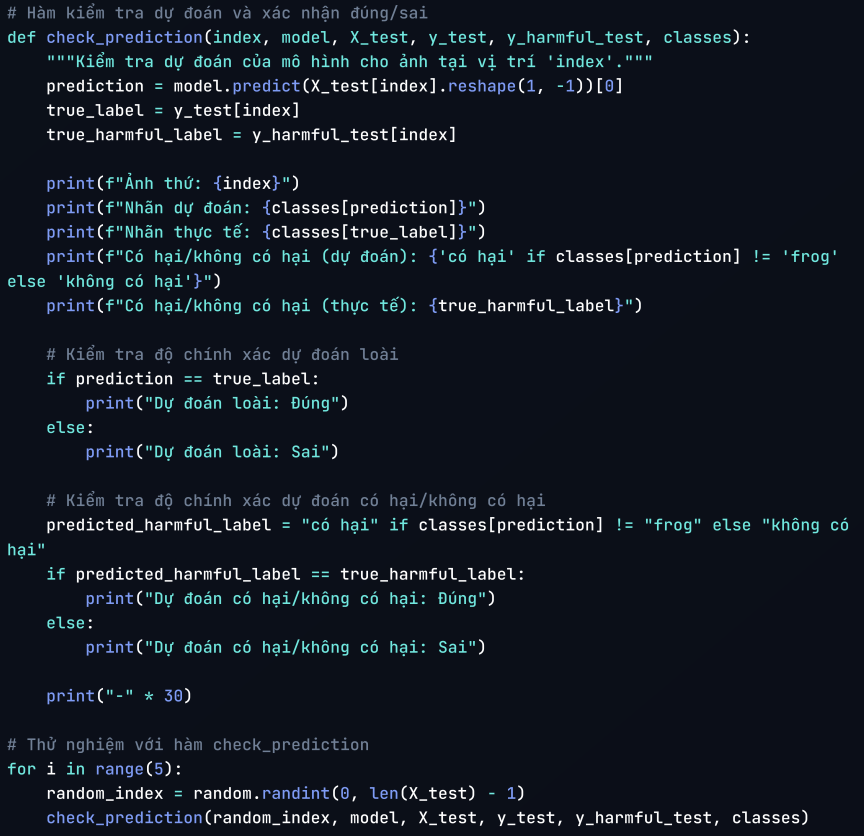 # Hàm kiểm tra dự đoán và xác nhận đúng/sai
def check_prediction(index, model, X_test, y_test, y_harmful_test, classes):
    """Kiểm tra dự đoán của mô hình cho ảnh tại vị trí 'index'."""
    prediction = model.predict(X_test[index].reshape(1, -1))[0]
    true_label = y_test[index]
    true_harmful_label = y_harmful_test[index]

    print(f"Ảnh thứ: {index}")
    print(f"Nhãn dự đoán: {classes[prediction]}")
    print(f"Nhãn thực tế: {classes[true_label]}")
    print(f"Có hại/không có hại (dự đoán): {'có hại' if classes[prediction] != 'frog'
else 'không có hại'}")
    print(f"Có hại/không có hại (thực tế): {true_harmful_label}")

    # Kiểm tra độ chính xác dự đoán loài
    if prediction == true_label:
        print("Dự đoán loài: Đúng")
    else:
        print("Dự đoán loài: Sai")

    # Kiểm tra độ chính xác dự đoán có hại/không có hại
    predicted_harmful_label = "có hại" if classes[prediction] != "frog" else "không có
hại"
    if predicted_harmful_label == true_harmful_label:
        print("Dự đoán có hại/không có hại: Đúng")
    else:
        print("Dự đoán có hại/không có hại: Sai")

    print("-" * 30)

# Thử nghiệm với hàm check_prediction
for i in range(5):
    random_index = random.randint(0, len(X_test) - 1)
    check_prediction(random_index, model, X_test, y_test, y_harmful_test, classes)